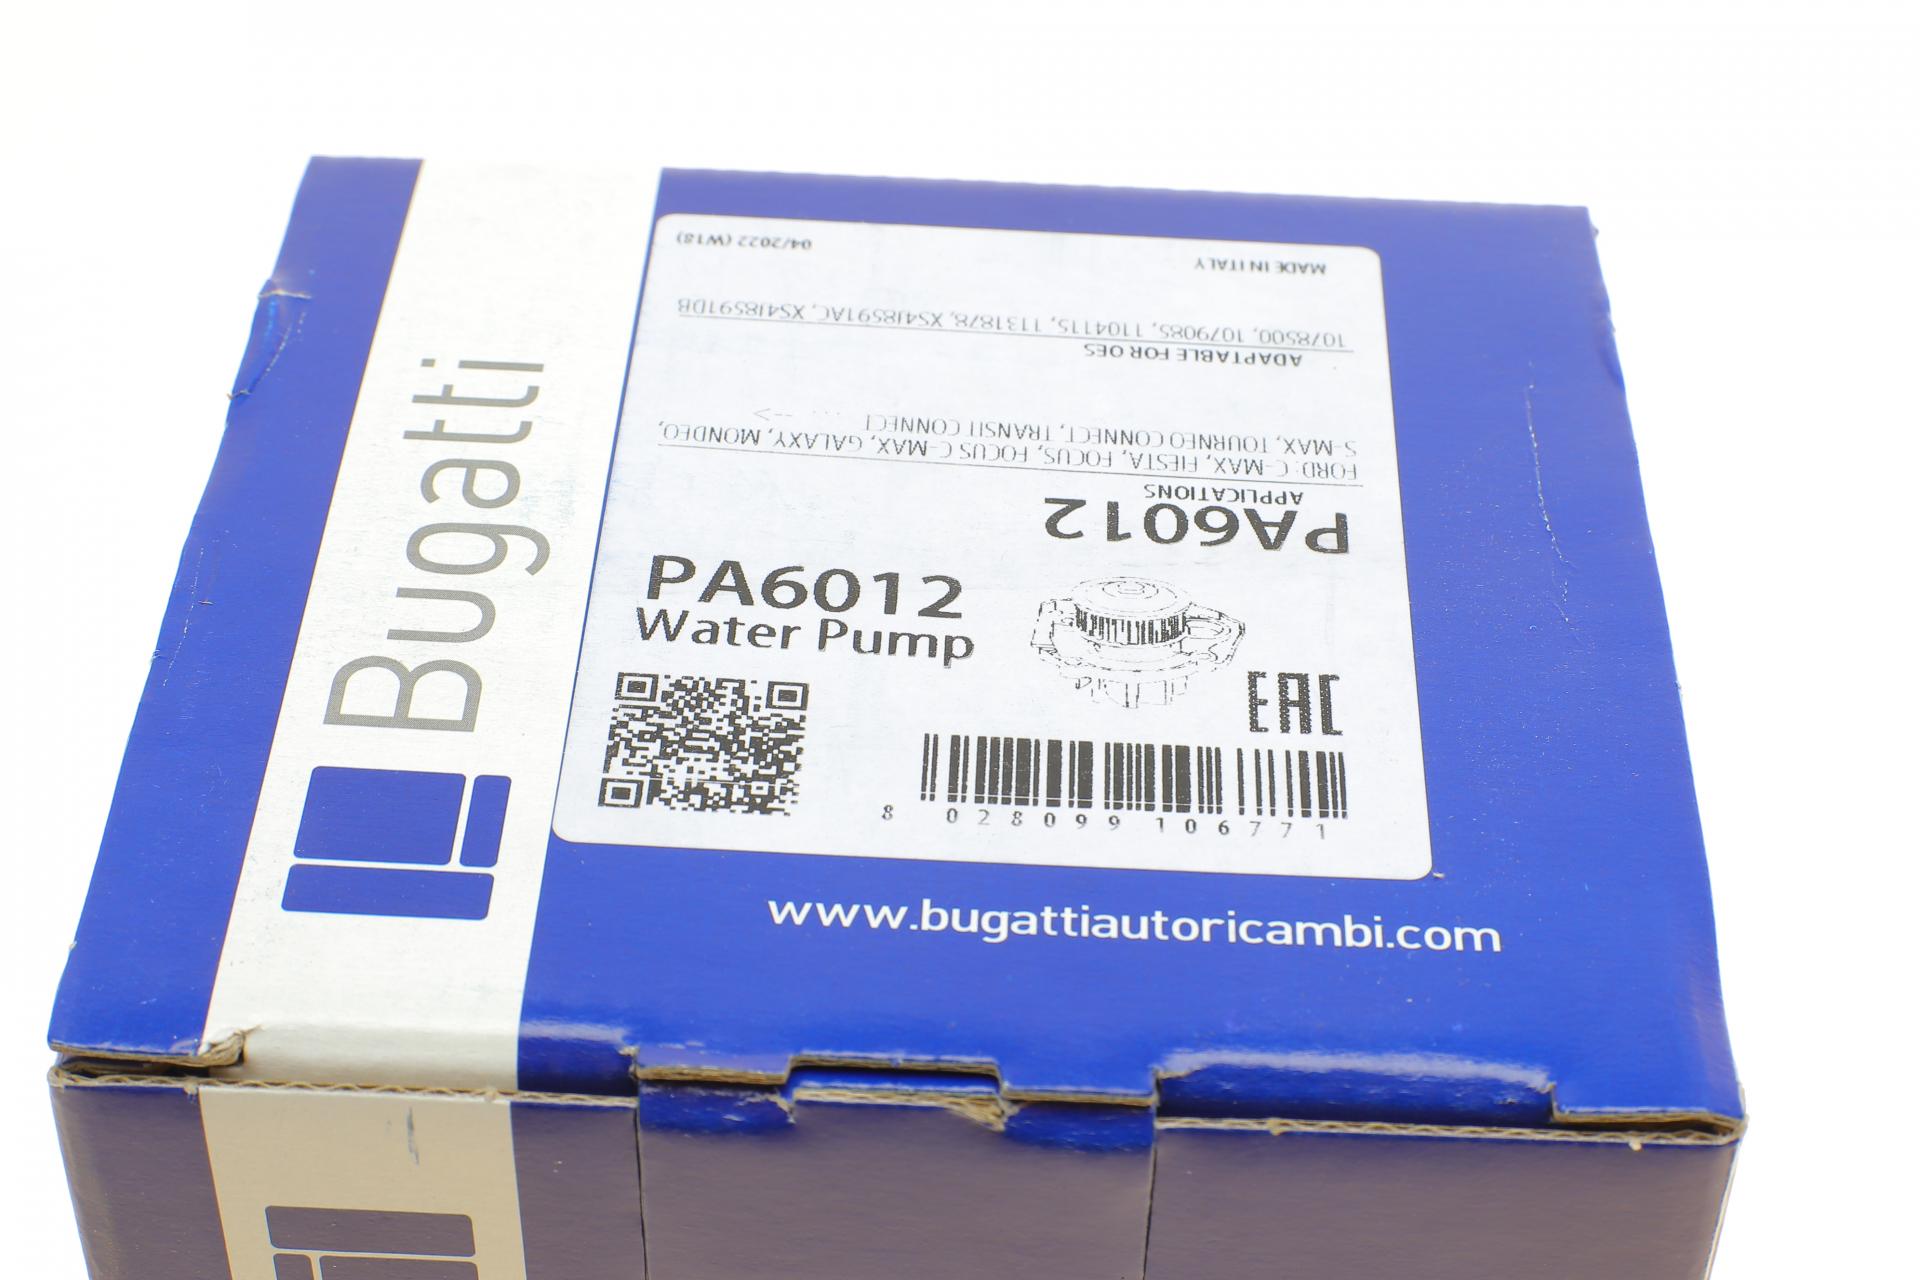 Bugatti
PA6012
Water Pump
EAC
8 028099 106771
PA6012
APPLICATIONS
FORD: C-MAX, FIESTA, FOCUS, FOCUS C-MAX, GALAXY, MONDEO,
S-MAX, TOURNEO CONNECT, TRANSIT CONNECT ... -->
ADAPTABLE FOR OES
1078500, 1079085, 1104115, 1131878, XS4J8591AC, XS4J8591DB
MADE IN ITALY 04/2022 (W18)
www.bugattiautoricambi.com